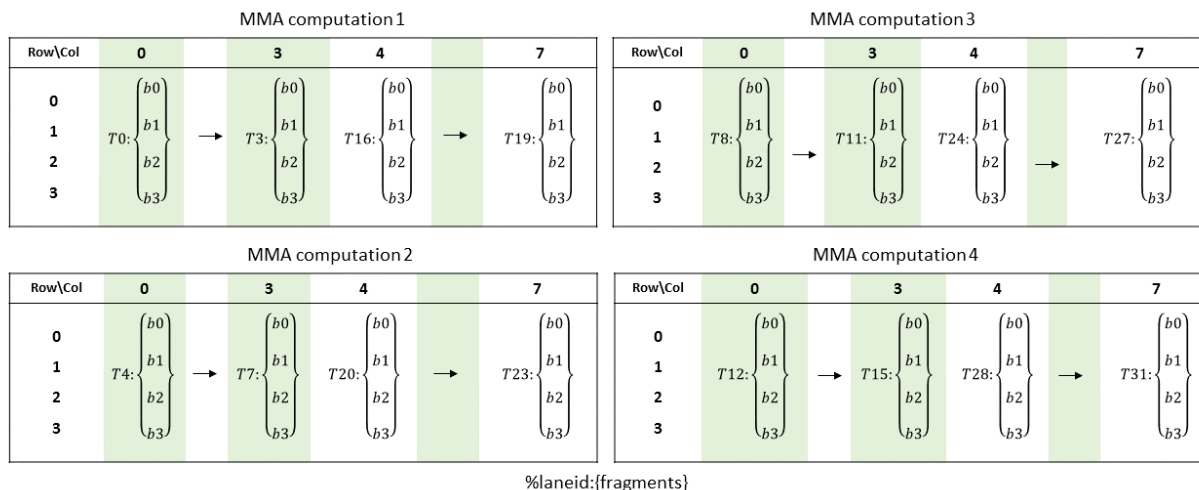 MMA computation 1
Row\Col 0 3 4 7
0
1
2
3
T0: {b0 b1 b2 b3} → T3: {b0 b1 b2 b3} T16: {b0 b1 b2 b3} → T19: {b0 b1 b2 b3}
MMA computation 3
Row\Col 0 3 4 7
0
1
2
3
T8: {b0 b1 b2 b3} → T11: {b0 b1 b2 b3} T24: {b0 b1 b2 b3} → T27: {b0 b1 b2 b3}
MMA computation 2
Row\Col 0 3 4 7
0
1
2
3
T4: {b0 b1 b2 b3} → T7: {b0 b1 b2 b3} T20: {b0 b1 b2 b3} → T23: {b0 b1 b2 b3}
MMA computation 4
Row\Col 0 3 4 7
0
1
2
3
T12: {b0 b1 b2 b3} → T15: {b0 b1 b2 b3} T28: {b0 b1 b2 b3} → T31: {b0 b1 b2 b3}
%laneid:{fragments}